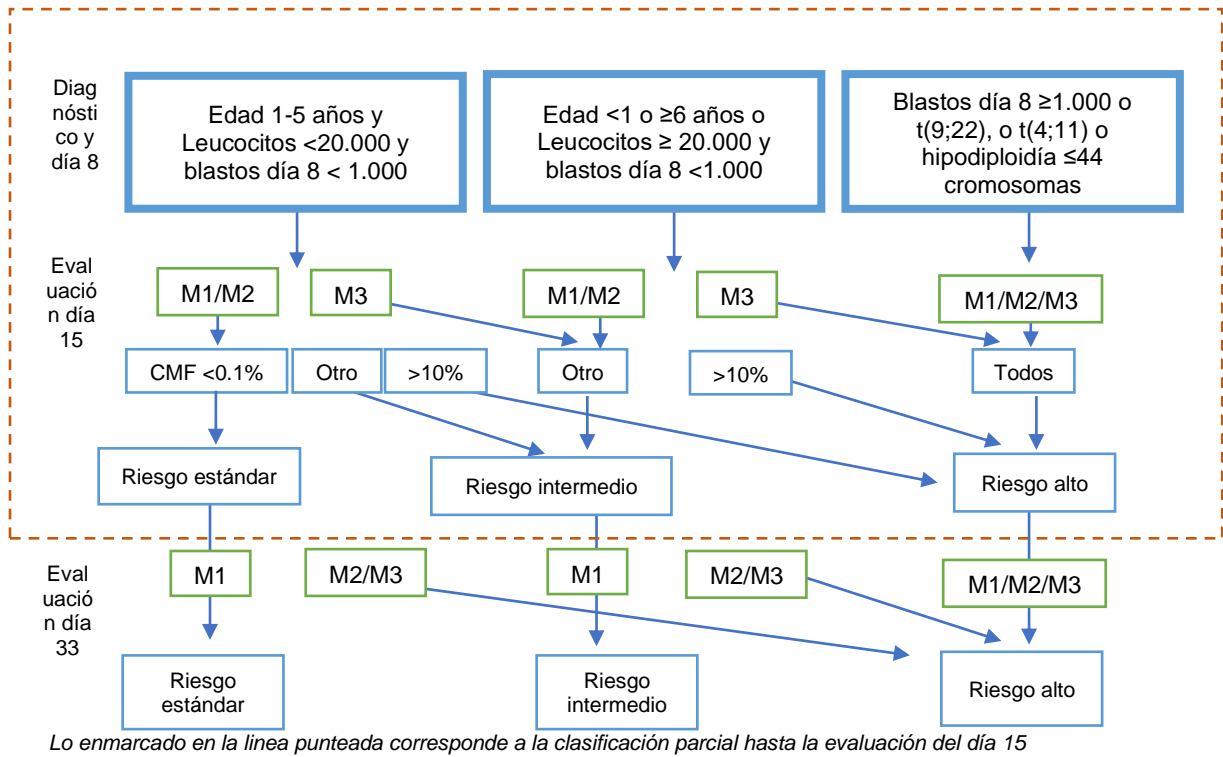 Diag
nósti
co y
día 8
Edad 1-5 años y
Leucocitos <20.000 y
blastos día 8 < 1.000
Edad <1 o ≥6 años o
Leucocitos ≥ 20.000 y
blastos día 8 <1.000
Blastos día 8 ≥1.000 o
t(9;22), o t(4;11) o
hipodiploidía ≤44
cromosomas
Eval
uació
n día
15
M1/M2
M3
M1/M2
M3
M1/M2/M3
CMF <0.1%
Otro
>10%
Otro
>10%
Todos
Riesgo estándar
Riesgo intermedio
Riesgo alto
Eval
uació
n día
33
M1
M2/M3
M1
M2/M3
M1/M2/M3
Riesgo
estándar
Riesgo
intermedio
Riesgo alto
Lo enmarcado en la linea punteada corresponde a la clasificación parcial hasta la evaluación del día 15